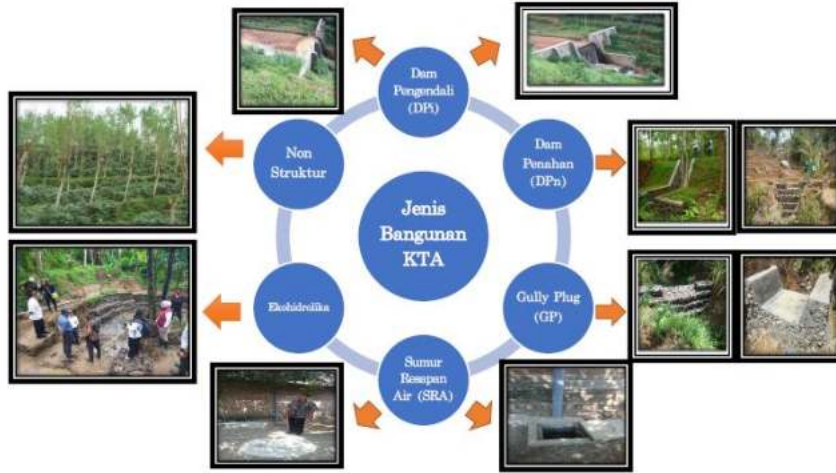 Dam
Pengendali
(DPi)
Non
Struktur
Dam
Penahan
(DPn)
Jenis
Bangunan
KTA
Ekohidrolika
Gully Plug
(GP)
Sumur
Resapan
Air (SRA)